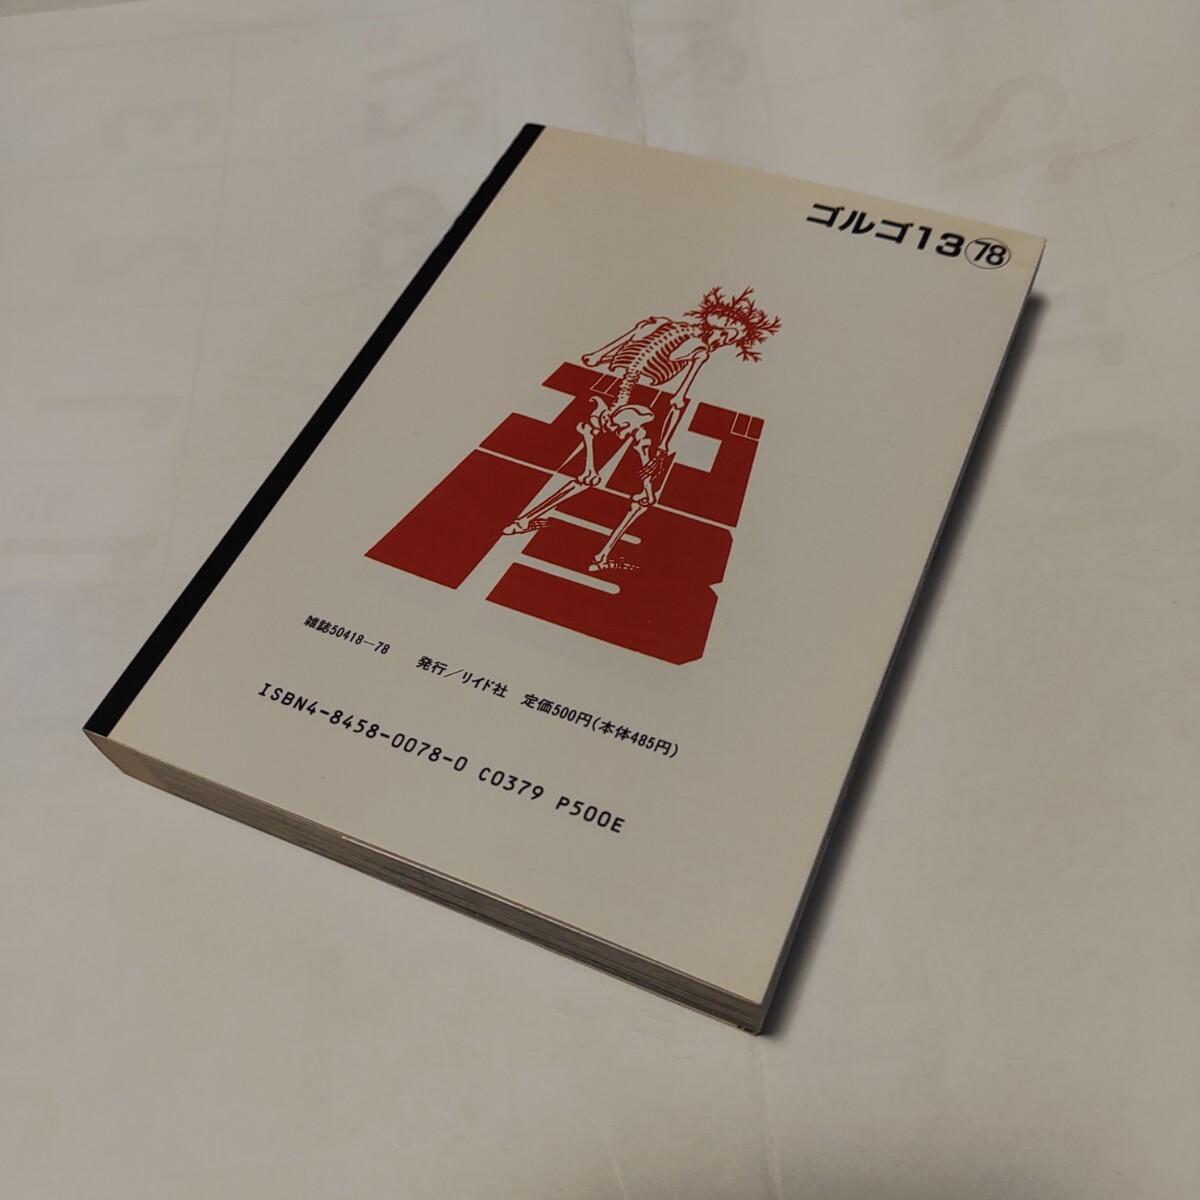 ゴルゴ13 78
ゴルゴ
13
雑誌50418-78 発行/リイド社 定価500円(本体485円)
ISBN4-8458-0078-0 C0379 P500E